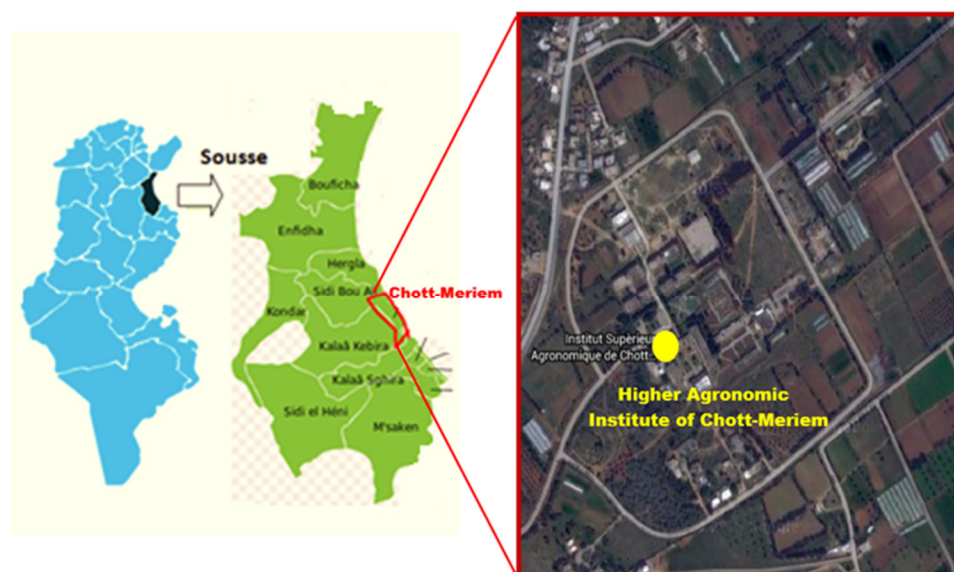 Sousse
Bouficha
Enfidha
Hergla
Sidi Bou A
Chott-Meriem
Kondar
Kalaâ Kebira
Kalaâ Sghira
Sidi el Héni
M'saken
Institut Supérieur
Agronomique de Chott...
Higher Agronomic
Institute of Chott-Meriem